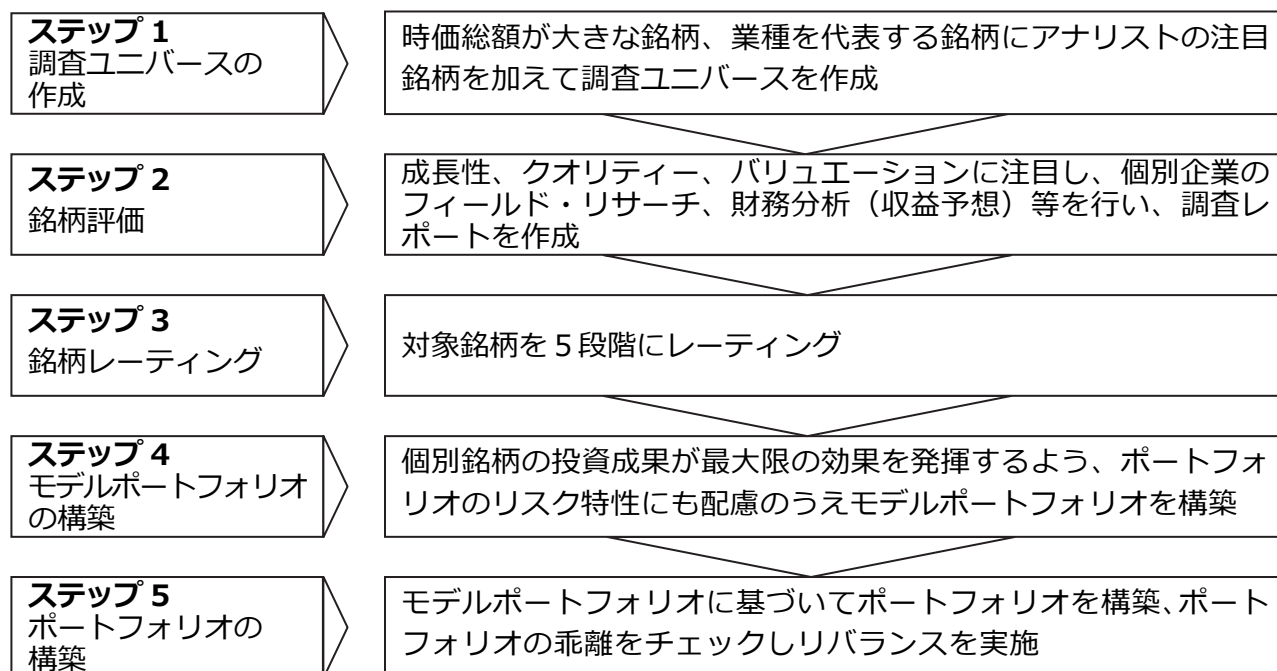 ステップ 1
調査ユニバースの
作成
時価総額が大きな銘柄、業種を代表する銘柄にアナリストの注目
銘柄を加えて調査ユニバースを作成
ステップ 2
銘柄評価
成長性、クオリティー、バリュエーションに注目し、個別企業の
フィールド・リサーチ、財務分析（収益予想）等を行い、調査レ
ポートを作成
ステップ 3
銘柄レーティング
対象銘柄を５段階にレーティング
ステップ 4
モデルポートフォリオ
の構築
個別銘柄の投資成果が最大限の効果を発揮するよう、ポートフォ
リオのリスク特性にも配慮のうえモデルポートフォリオを構築
ステップ 5
ポートフォリオの
構築
モデルポートフォリオに基づいてポートフォリオを構築、ポート
フォリオの乖離をチェックしリバランスを実施